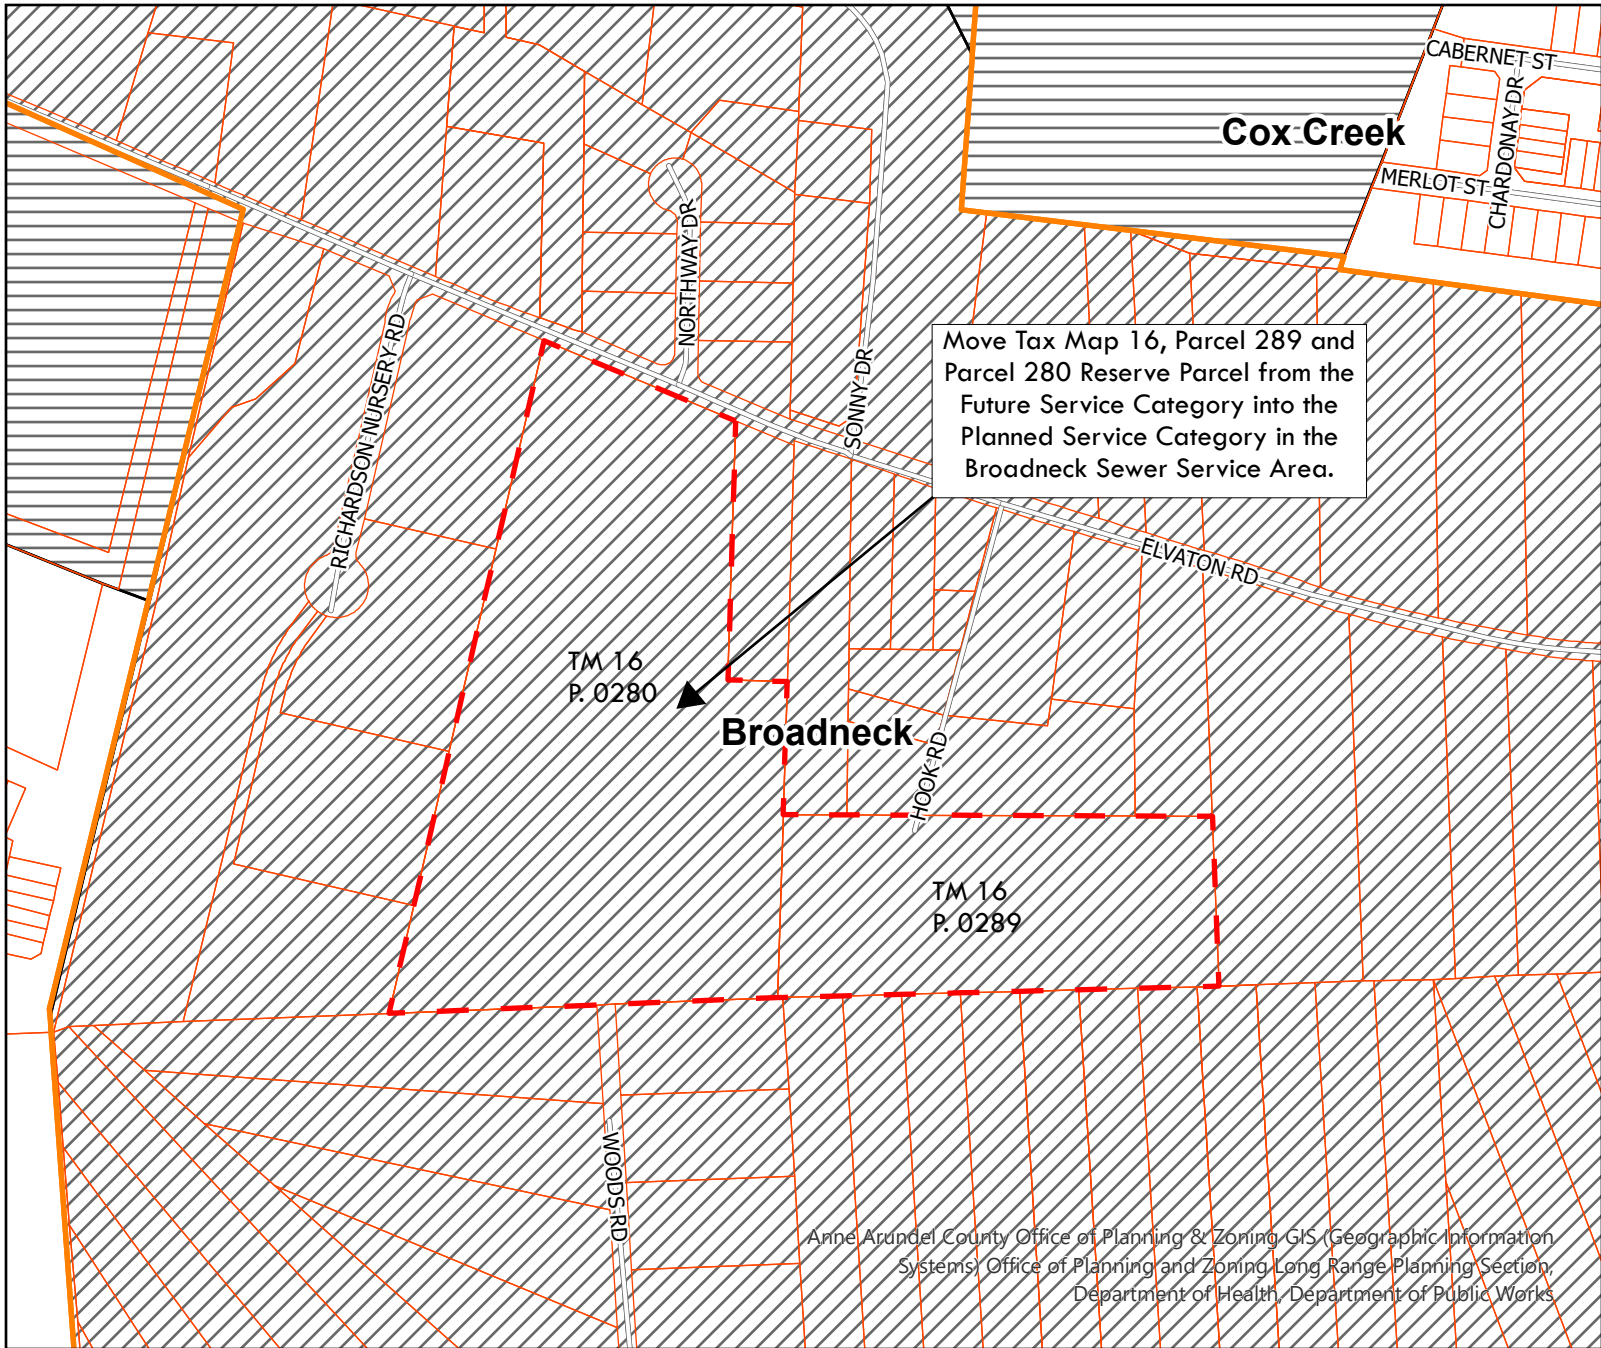 CABERNET ST
CHARDONAY DR
Cox Creek
MERLOT ST
NORTHWAY DR
RICHARDSON NURSERY RD
SONNY DR
Move Tax Map 16, Parcel 289 and
Parcel 280 Reserve Parcel from the
Future Service Category into the
Planned Service Category in the
Broadneck Sewer Service Area.
ELVATON RD
TM 16
P. 0280
Broadneck
HOOK RD
TM 16
P. 0289
WOODS RD
Anne Arundel County Office of Planning & Zoning GIS (Geographic Information
Systems) Office of Planning and Zoning Long Range Planning Section,
Department of Health, Department of Public Works